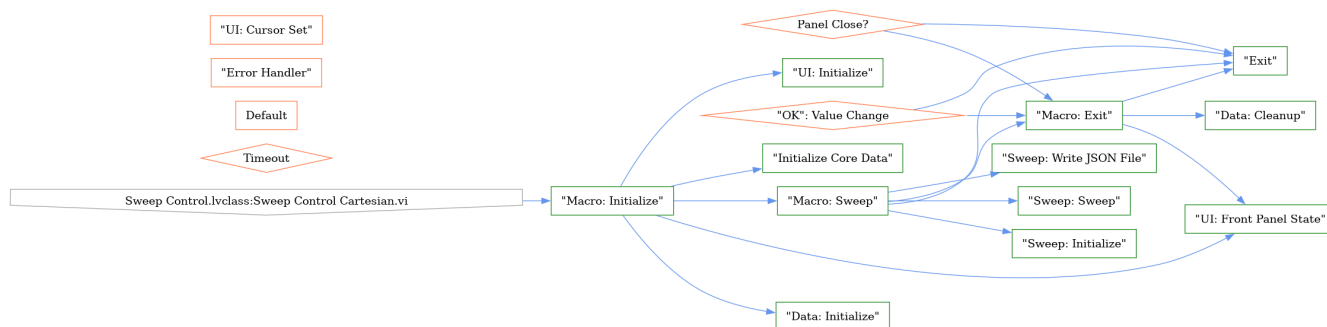 "UI: Cursor Set"
"Error Handler"
Default
Timeout
Sweep Control.lvclass:Sweep Control Cartesian.vi
"Macro: Initialize"
Panel Close?
"UI: Initialize"
"OK": Value Change
"Initialize Core Data"
"Macro: Sweep"
"Data: Initialize"
"Macro: Exit"
"Sweep: Write JSON File"
"Sweep: Sweep"
"Sweep: Initialize"
"Exit"
"Data: Cleanup"
"UI: Front Panel State"